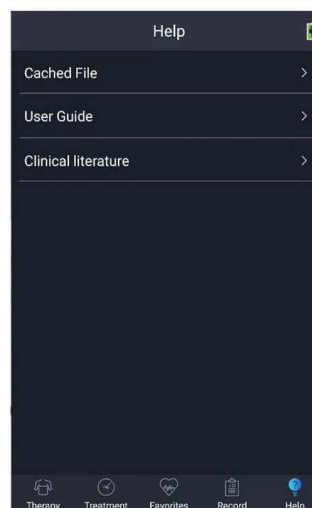 Help
Cached File
User Guide
Clinical literature
Therapy Treatment Favorites Record Help